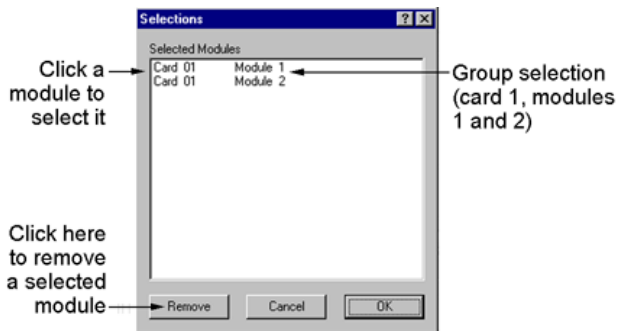 Selections
? X
Selected Modules
Card 01 Module 1
Card 01 Module 2
Click a
module to
select it
Group selection
(card 1, modules
1 and 2)
Click here
to remove
a selected
module
Remove Cancel OK